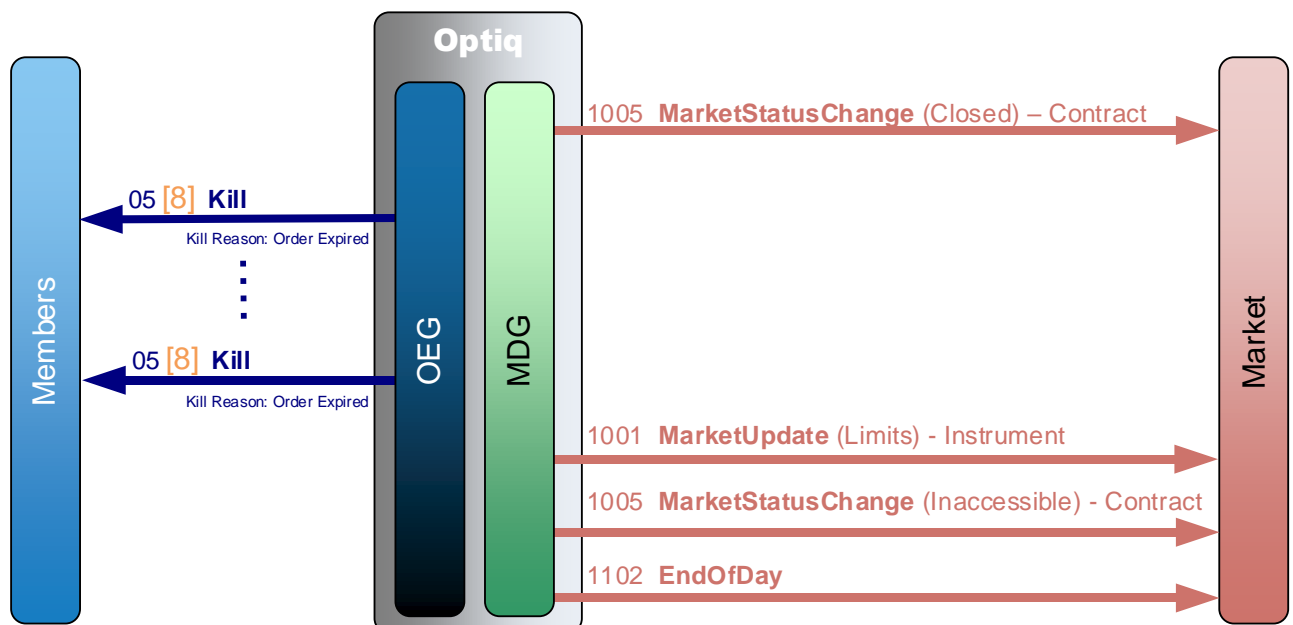 Optiq
1005 MarketStatusChange (Closed) – Contract
05 [8] Kill
Kill Reason: Order Expired
Members
OEG
MDG
Market
05 [8] Kill
Kill Reason: Order Expired
1001 MarketUpdate (Limits) - Instrument
1005 MarketStatusChange (Inaccessible) - Contract
1102 EndOfDay